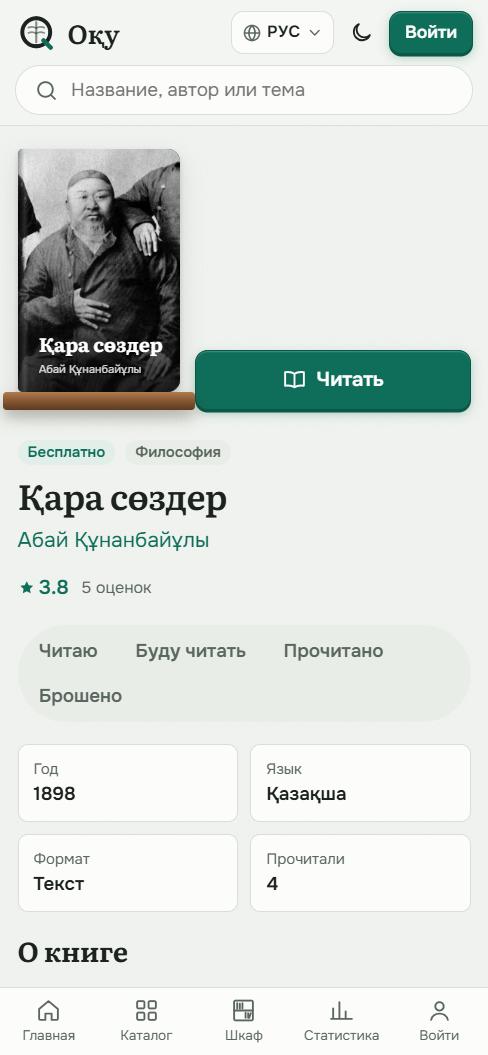 Оқу
РУС
Войти
Название, автор или тема
Қара сөздер
Абай Құнанбайұлы
Читать
Бесплатно
Философия
Қара сөздер
Абай Құнанбайұлы
3.8 5 оценок
Читаю Буду читать Прочитано
Брошено
Год
1898
Язык
Қазақша
Формат
Текст
Прочитали
4
О книге
Главная
Каталог
Шкаф
Статистика
Войти